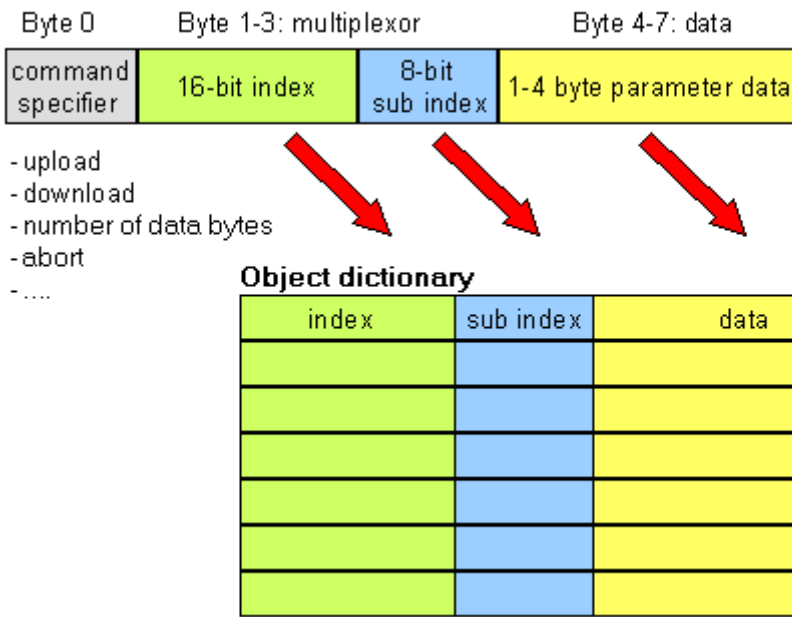 Byte 0 Byte 1-3: multiplexor Byte 4-7: data
command specifier
16-bit index
8-bit sub index
1-4 byte parameter data
- upload
- download
- number of data bytes
- abort
- ....
Object dictionary
index sub index data